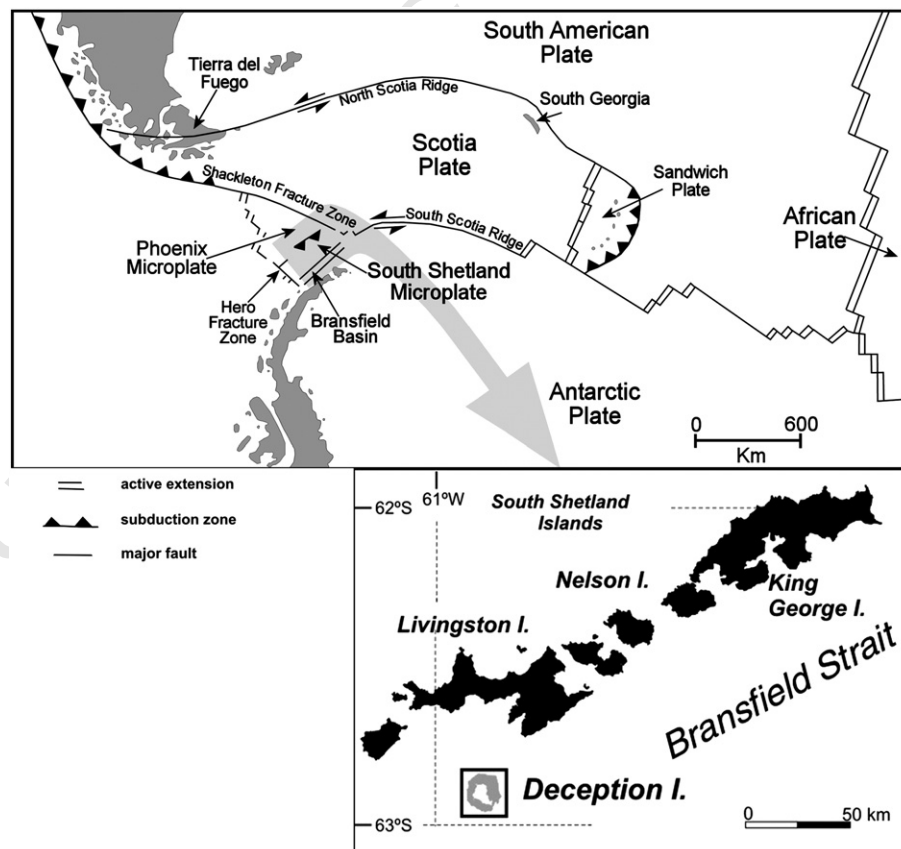 South American
Plate
Tierra del
Fuego
North Scotia Ridge
South Georgia
Scotia
Plate
Sandwich
Plate
African
Plate
Shackleton Fracture Zone
South Scotia Ridge
Phoenix
Microplate
South Shetland
Microplate
Hero
Fracture
Zone
Bransfield
Basin
Antarctic
Plate
0 600
Km
active extension
subduction zone
major fault
61°W
62°S
South Shetland
Islands
Nelson I.
King
George I.
Livingston I.
Bransfield Strait
Deception I.
63°S
0 50 km